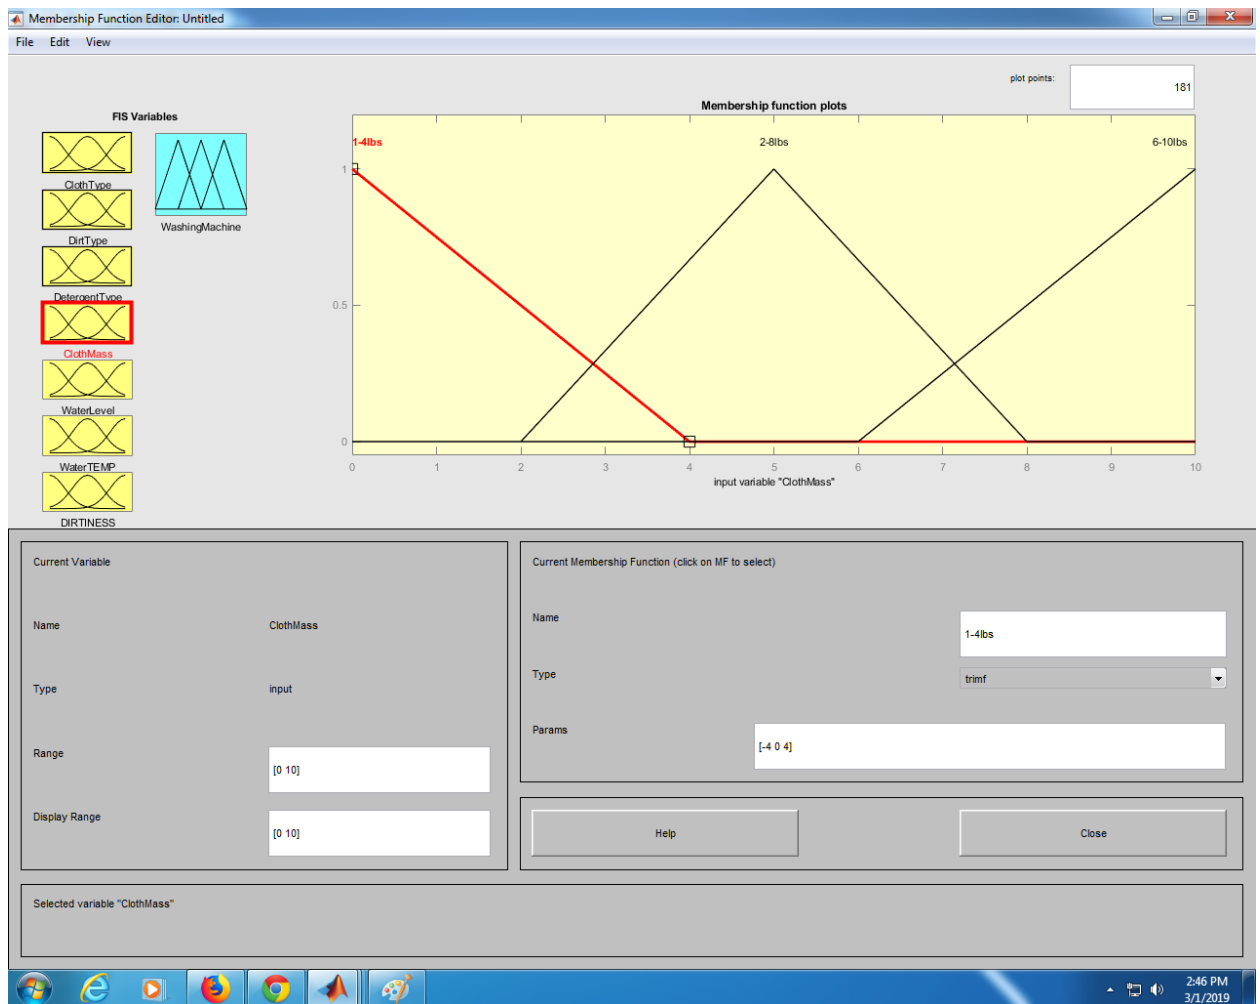 Membership Function Editor: Untitled
File Edit View
plot points:
181
FIS Variables
ClothType
DirtType
DetergentType
ClothMass
WaterLevel
WaterTEMP
DIRTINESS
WashingMachine
Membership function plots
1-4lbs 2-8lbs 6-10lbs
1
0.5
0
0 1 2 3 4 5 6 7 8 9 10
input variable "ClothMass"
Current Variable
Name ClothMass
Type input
Range [0 10]
Display Range [0 10]
Current Membership Function (click on MF to select)
Name 1-4lbs
Type trimf
Params [-4 0 4]
Help Close
Selected variable "ClothMass"
2:46 PM
3/1/2019